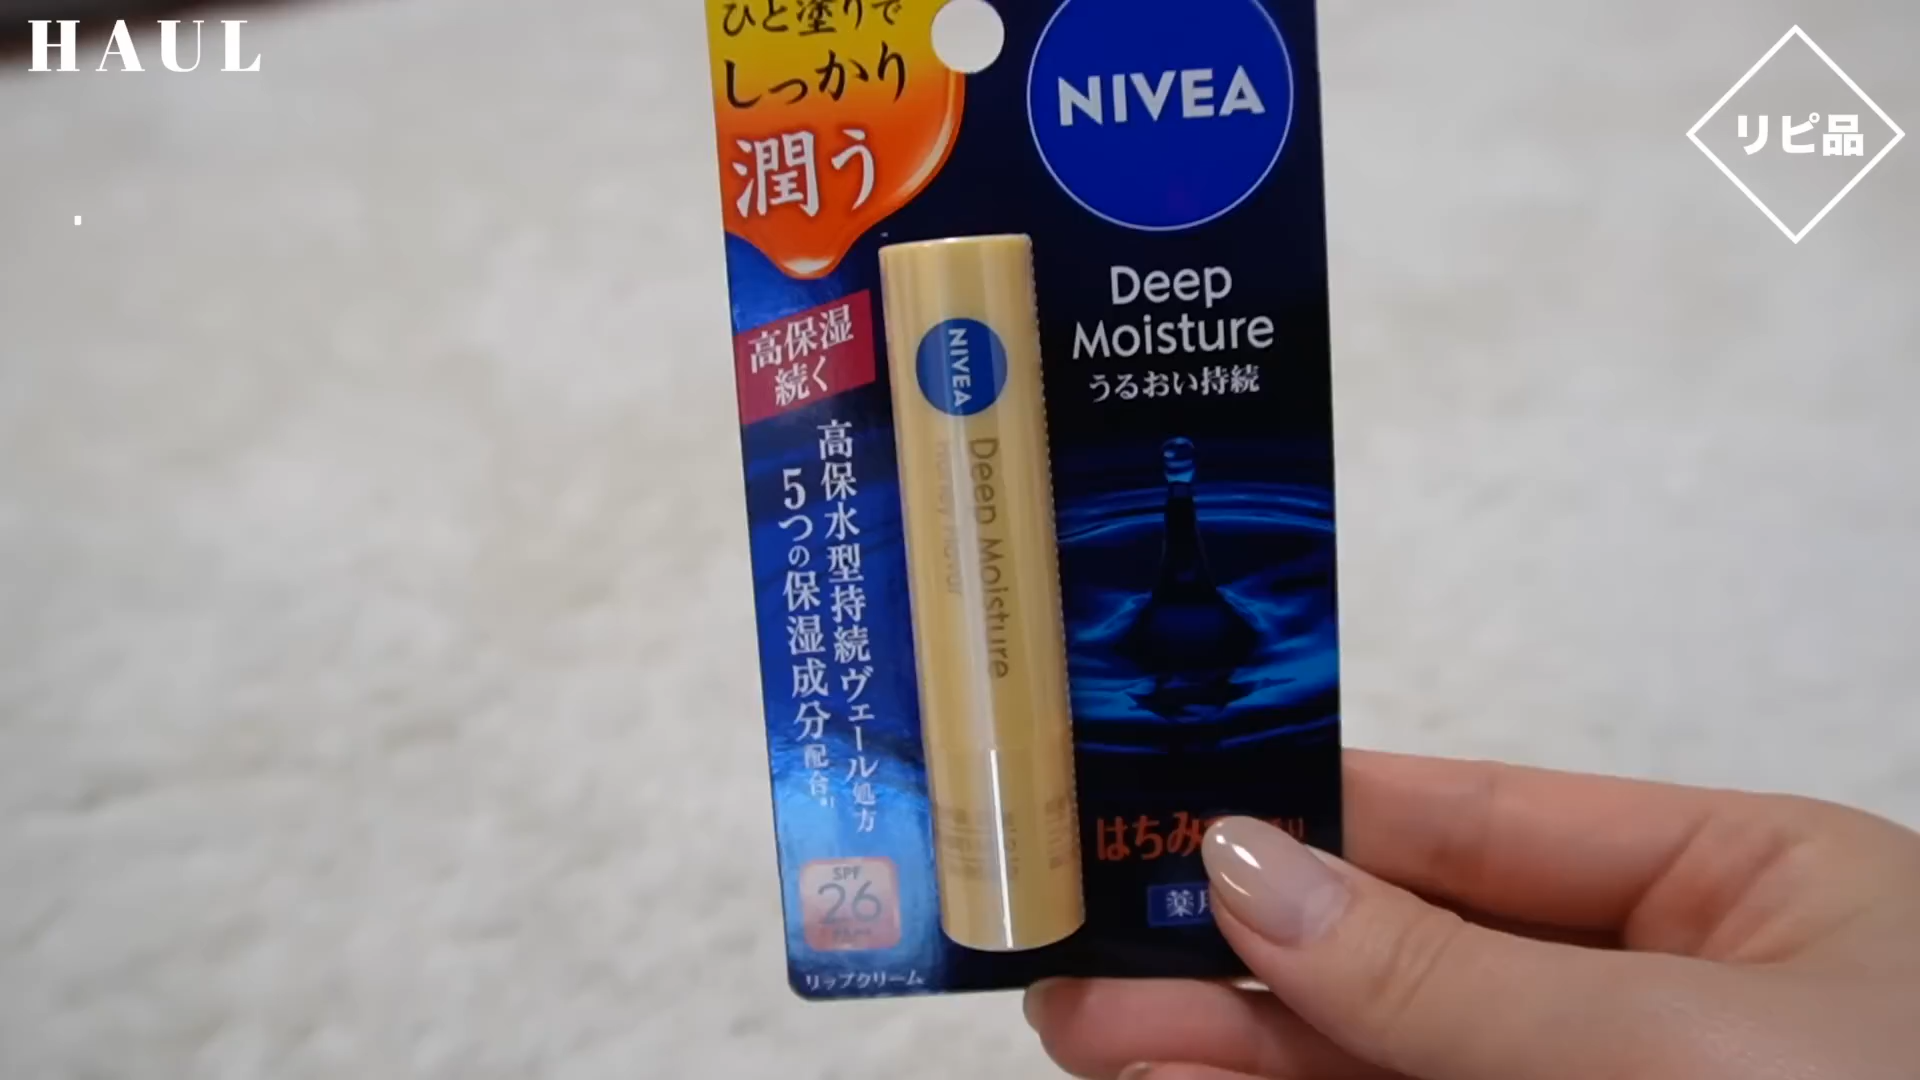 HAUL
リピ品
ひと塗りで
しっかり
潤う
NIVEA
Deep
Moisture
うるおい持続
高保湿
続く
高保水型持続ヴェール処方
5つの保湿成分配合
NIVEA
Deep Moisture
Honey flavor
はちみ
SPF
26
リップクリーム